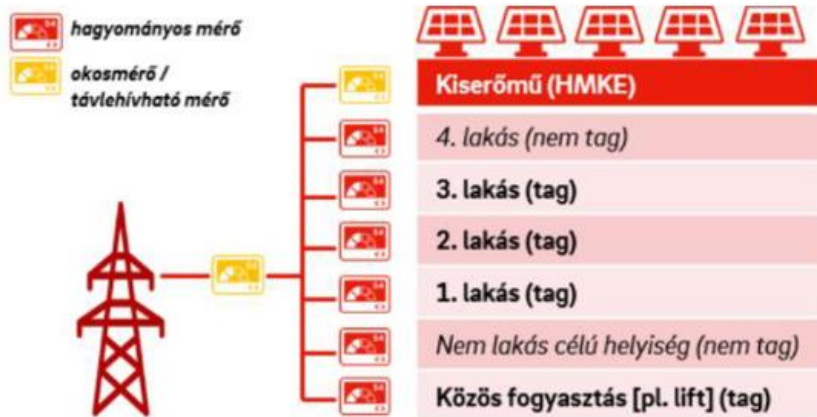 hagyományos mérő
okosmérő /
távlehívható mérő
Kiserőmű (HMKE)
4. lakás (nem tag)
3. lakás (tag)
2. lakás (tag)
1. lakás (tag)
Nem lakás célú helyiség (nem tag)
Közös fogyasztás [pl. lift] (tag)